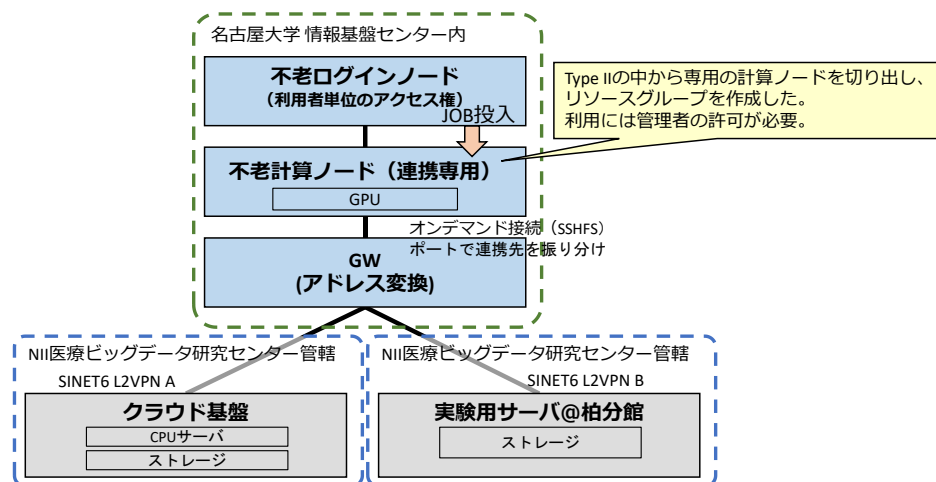 名古屋大学 情報基盤センター内
不老ログインノード
（利用者単位のアクセス権）
JOB投入
Type IIの中から専用の計算ノードを切り出し、
リソースグループを作成した。
利用には管理者の許可が必要。
不老計算ノード（連携専用）
GPU
オンデマンド接続（SSHFS）
ポートで連携先を振り分け
GW
(アドレス変換)
NII医療ビッグデータ研究センター管轄
SINET6 L2VPN A
クラウド基盤
CPUサーバ
ストレージ
NII医療ビッグデータ研究センター管轄
SINET6 L2VPN B
実験用サーバ@柏分館
ストレージ